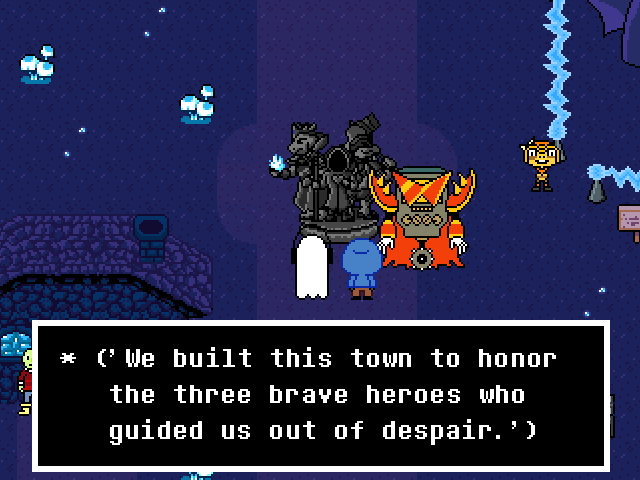 * ('We built this town to honor
the three brave heroes who
guided us out of despair.')